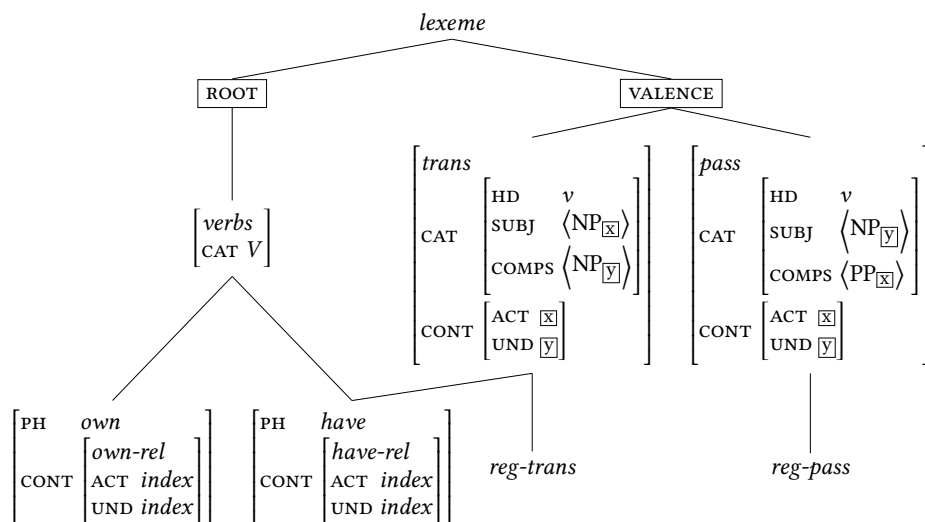 lexeme
ROOT VALENCE
trans
CAT
HD v
SUBJ ⟨NP[x]⟩
COMPS ⟨NP[y]⟩
CONT
ACT [x]
UND [y]
pass
CAT
HD v
SUBJ ⟨NP[y]⟩
COMPS ⟨PP[x]⟩
CONT
ACT [x]
UND [y]
verbs
CAT V
PH own
CONT
own-rel
ACT index
UND index
PH have
CONT
have-rel
ACT index
UND index
reg-trans
reg-pass